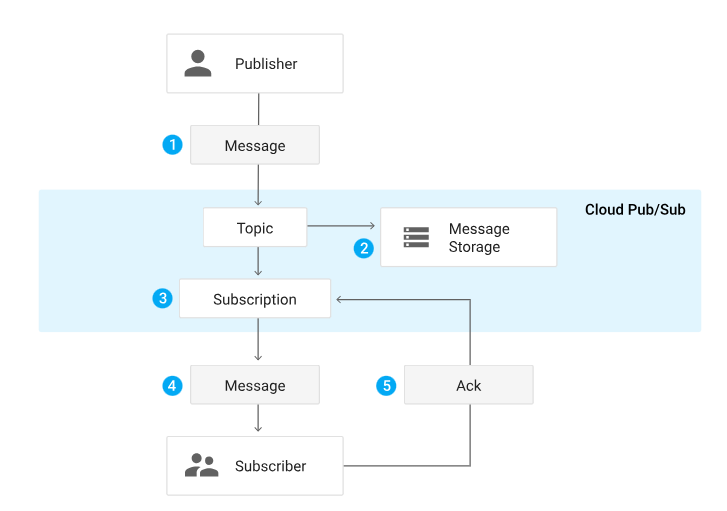 Publisher
1
Message
Cloud Pub/Sub
Topic
2
Message
Storage
3
Subscription
4
Message
5
Ack
Subscriber